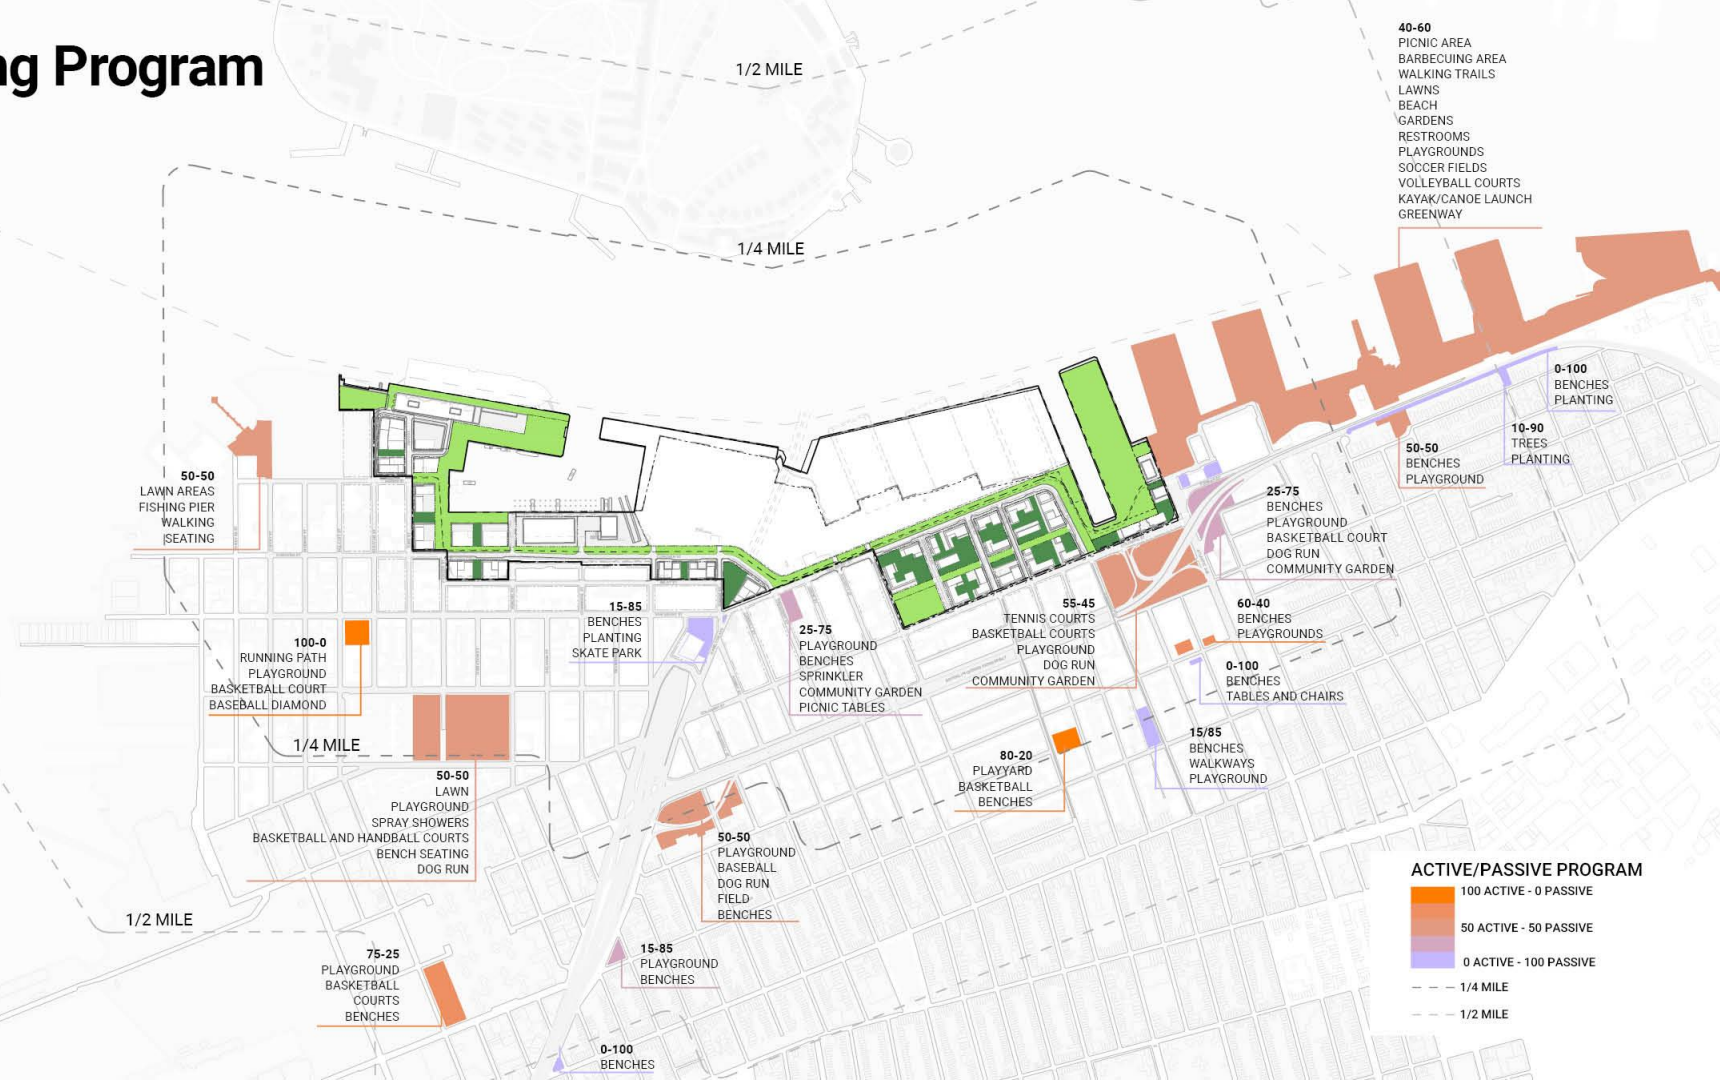 ng Program
1/2 MILE
1/4 MILE
40-60
PICNIC AREA
BARBECUING AREA
WALKING TRAILS
LAWNS
BEACH
GARDENS
RESTROOMS
PLAYGROUNDS
SOCCER FIELDS
VOLLEYBALL COURTS
KAYAK/CANOE LAUNCH
GREENWAY
0-100
BENCHES
PLANTING
10-90
TREES
PLANTING
50-50
BENCHES
PLAYGROUND
50-50
LAWN AREAS
FISHING PIER
WALKING
SEATING
25-75
BENCHES
PLAYGROUND
BASKETBALL COURT
DOG RUN
COMMUNITY GARDEN
15-85
BENCHES
PLANTING
SKATE PARK
25-75
PLAYGROUND
BENCHES
SPRINKLER
COMMUNITY GARDEN
PICNIC TABLES
55-45
TENNIS COURTS
BASKETBALL COURTS
PLAYGROUND
DOG RUN
COMMUNITY GARDEN
60-40
BENCHES
PLAYGROUNDS
0-100
BENCHES
TABLES AND CHAIRS
100-0
RUNNING PATH
PLAYGROUND
BASKETBALL COURT
BASEBALL DIAMOND
1/4 MILE
15/85
BENCHES
WALKWAYS
PLAYGROUND
80-20
PLAYYARD
BASKETBALL
BENCHES
50-50
LAWN
PLAYGROUND
SPRAY SHOWERS
BASKETBALL AND HANDBALL COURTS
BENCH SEATING
DOG RUN
50-50
PLAYGROUND
BASEBALL
DOG RUN
FIELD
BENCHES
1/2 MILE
75-25
PLAYGROUND
BASKETBALL
COURTS
BENCHES
15-85
PLAYGROUND
BENCHES
0-100
BENCHES
ACTIVE/PASSIVE PROGRAM
100 ACTIVE - 0 PASSIVE
50 ACTIVE - 50 PASSIVE
0 ACTIVE - 100 PASSIVE
1/4 MILE
1/2 MILE